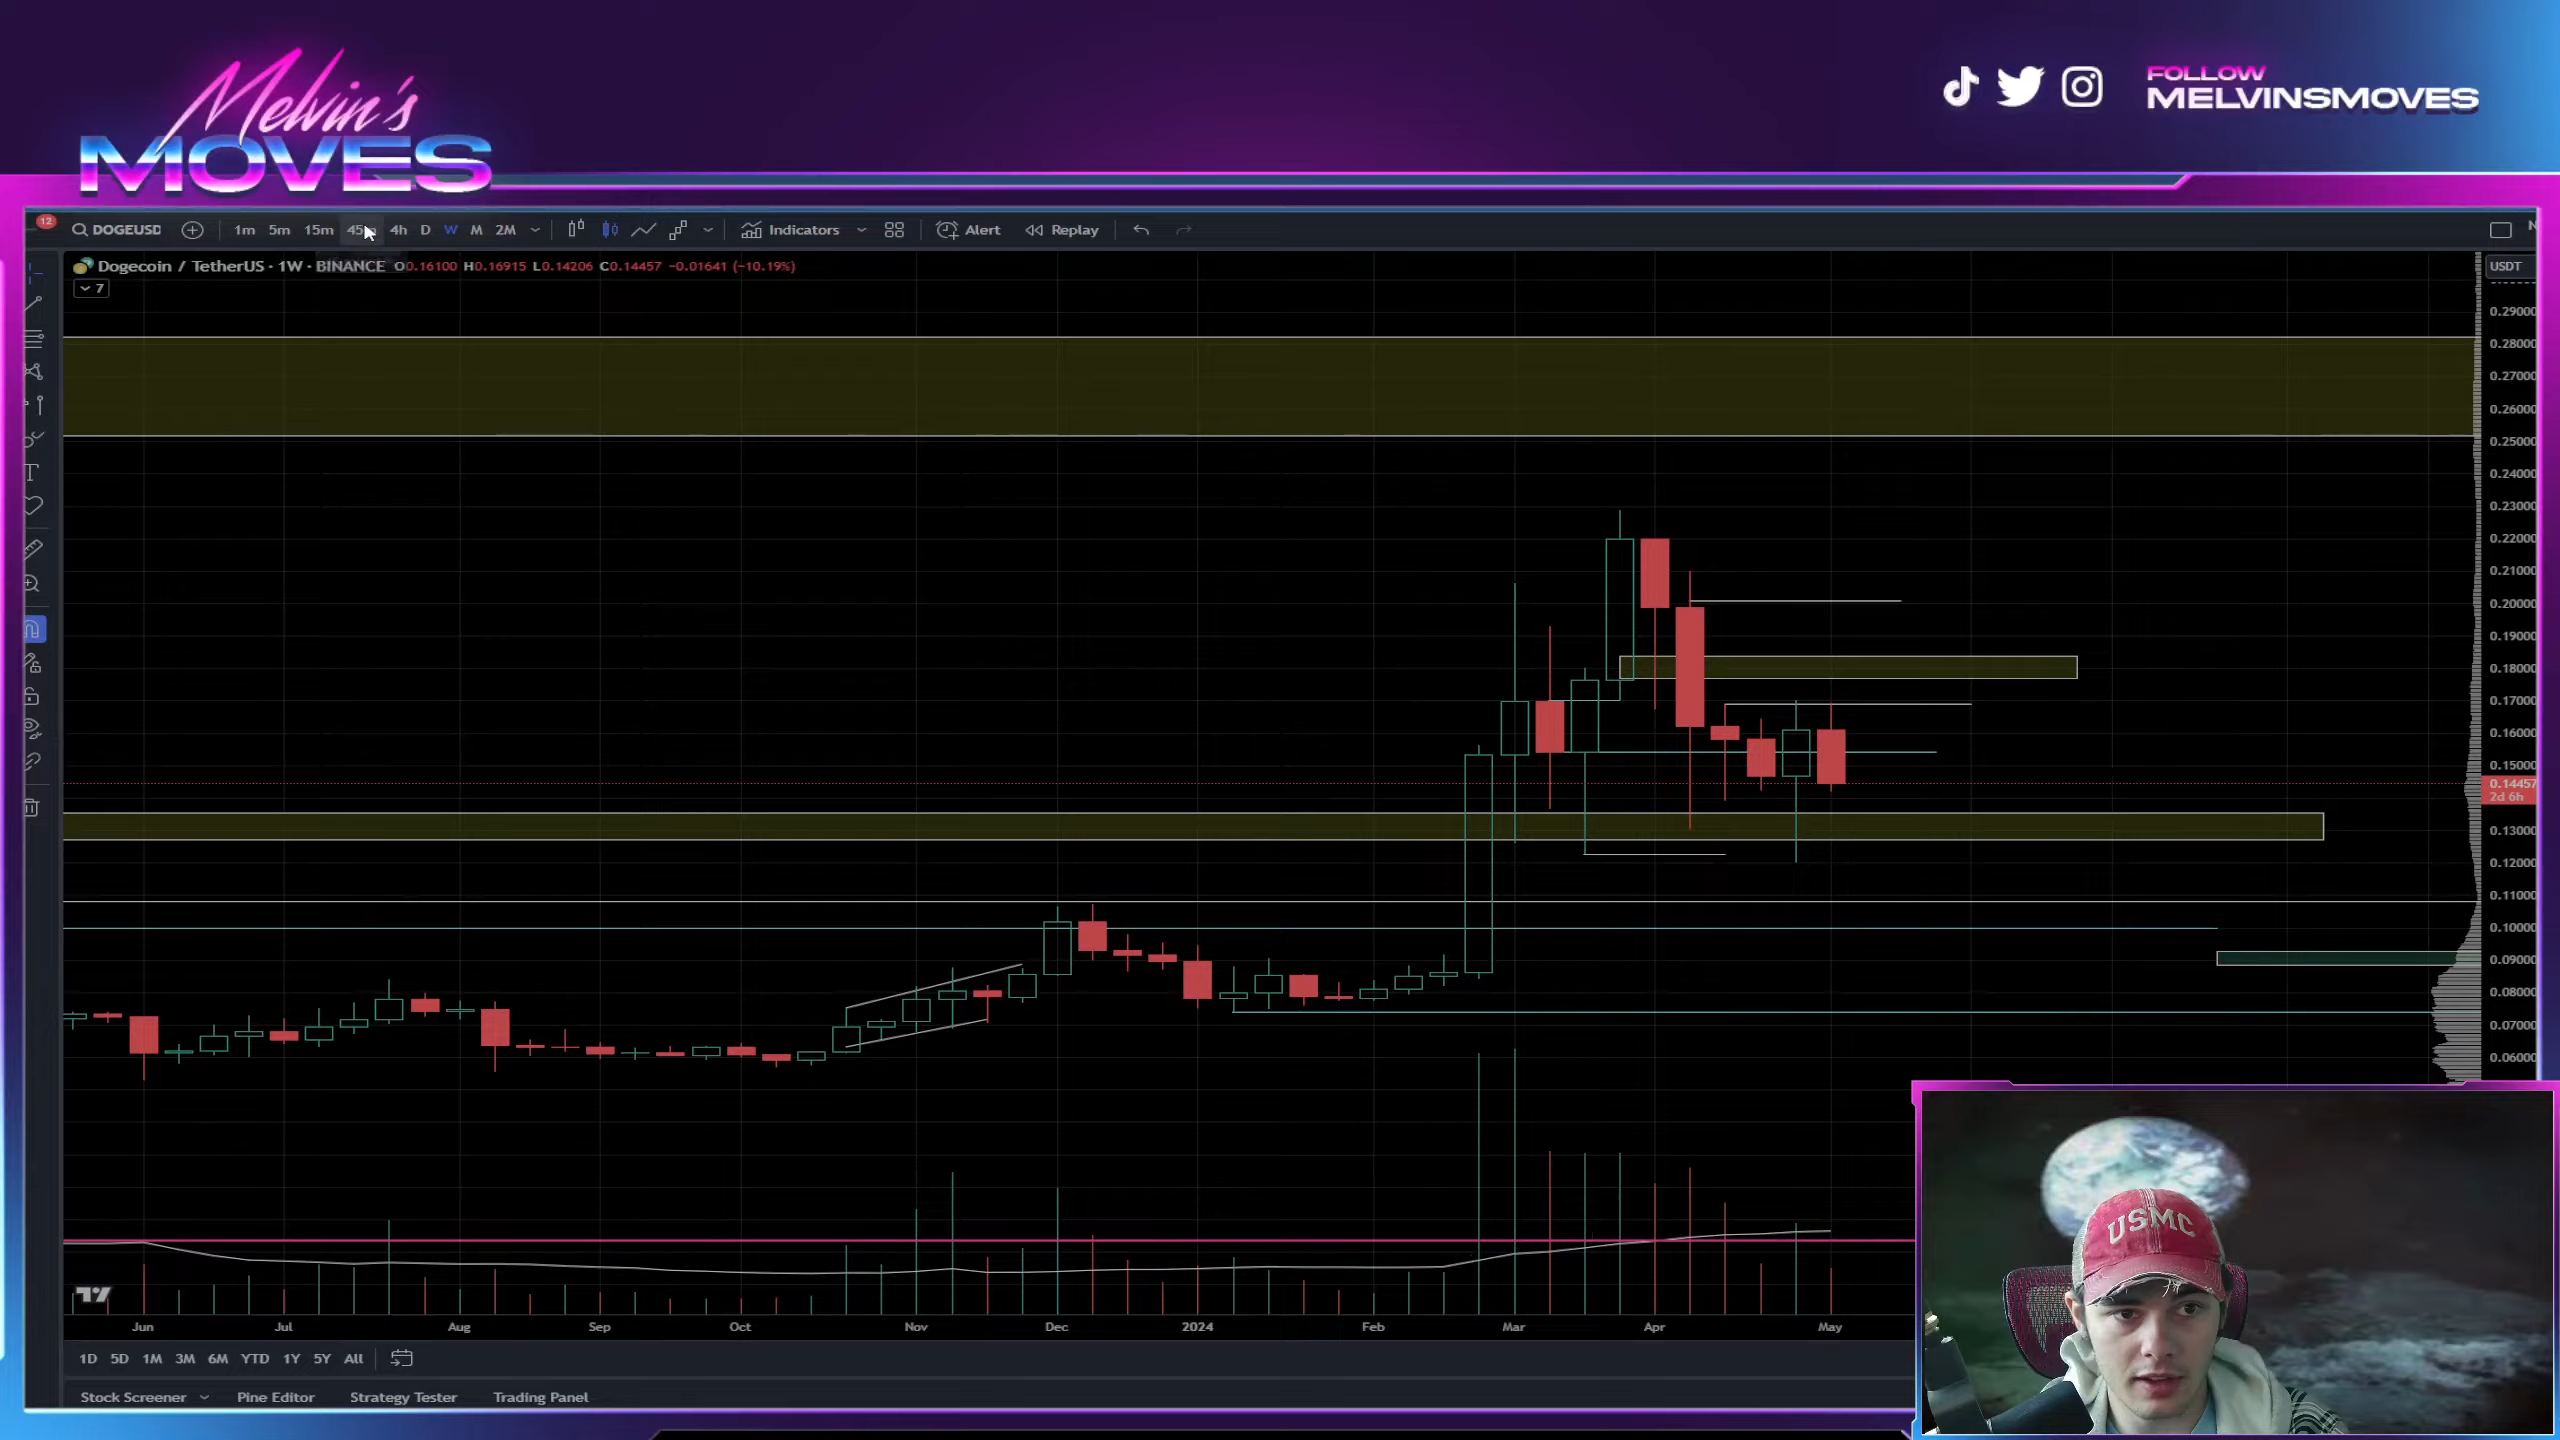 Melvin's
MOVES
FOLLOW
MELVINSMOVES
12
DOGEUSD
1m 5m 15m 45m 4h D W M 2M
Indicators
Alert
Replay
Dogecoin / TetherUS · 1W · BINANCE O0.16100 H0.16915 L0.14206 C0.14457 −0.01641 (−10.19%)
7
USDT
0.29000
0.28000
0.27000
0.26000
0.25000
0.24000
0.23000
0.22000
0.21000
0.20000
0.19000
0.18000
0.17000
0.16000
0.15000
0.14457
2d 6h
0.13000
0.12000
0.11000
0.10000
0.09000
0.08000
0.07000
0.06000
USMC
Jun Jul Aug Sep Oct Nov Dec 2024 Feb Mar Apr May
1D 5D 1M 3M 6M YTD 1Y 5Y All
Stock Screener Pine Editor Strategy Tester Trading Panel